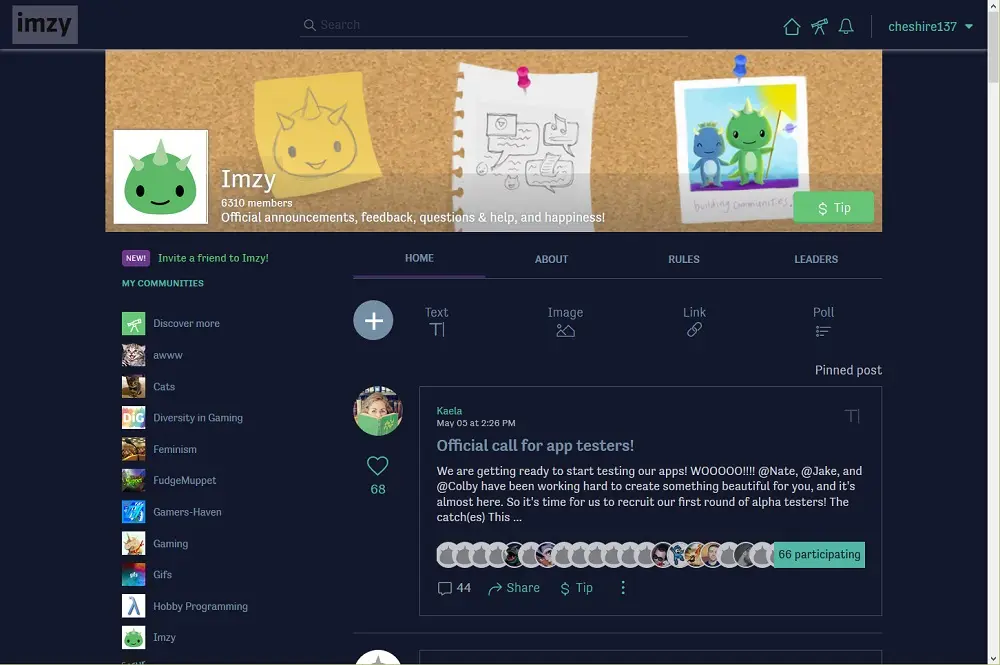 imzy
Search
cheshire137
building communities.
Imzy
6310 members
Official announcements, feedback, questions & help, and happiness!
$ Tip
NEW! Invite a friend to Imzy!
MY COMMUNITIES
Discover more
awww
Cats
DiG Diversity in Gaming
Feminism
FudgeMuppet
Gamers-Haven
Gaming
gifs Gifs
λ Hobby Programming
Imzy
HOME ABOUT RULES LEADERS
Text Image Link Poll
Pinned post
Kaela
May 05 at 2:26 PM
Official call for app testers!
We are getting ready to start testing our apps! WOOOOO!!!! @Nate, @Jake, and
@Colby have been working hard to create something beautiful for you, and it's
almost here. So it's time for us to recruit our first round of alpha testers! The
catch(es) This ...
68
66 participating
44 Share $ Tip